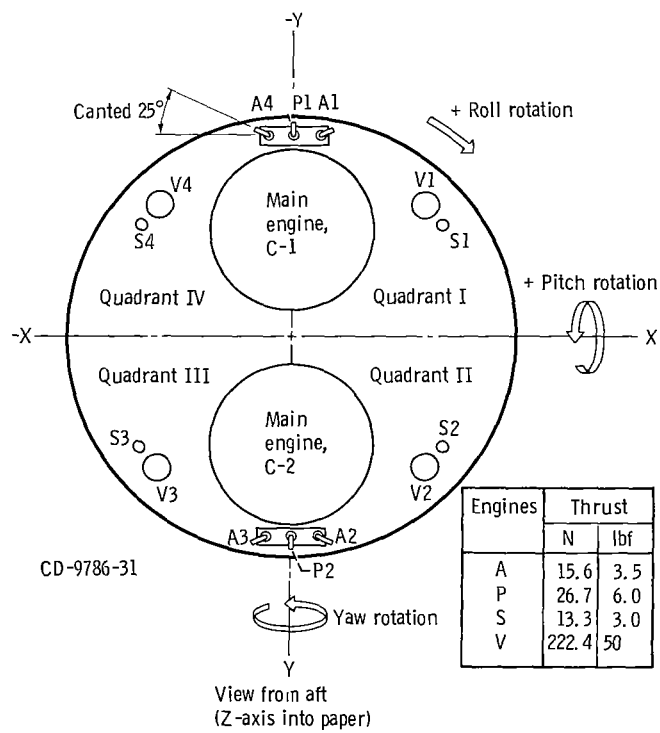 -Y
A4 P1 A1
Canted 25°
+ Roll rotation
V4
V1
Main
engine,
C-1
S4
S1
Quadrant IV
Quadrant I
+ Pitch rotation
-X
X
Quadrant III
Quadrant II
Main
engine,
C-2
S3
S2
V3
V2
A3
A2
P2
CD-9786-31
Yaw rotation
Y
View from aft
(Z-axis into paper)
Engines Thrust
N lbf
A 15.6 3.5
P 26.7 6.0
S 13.3 3.0
V 222.4 50